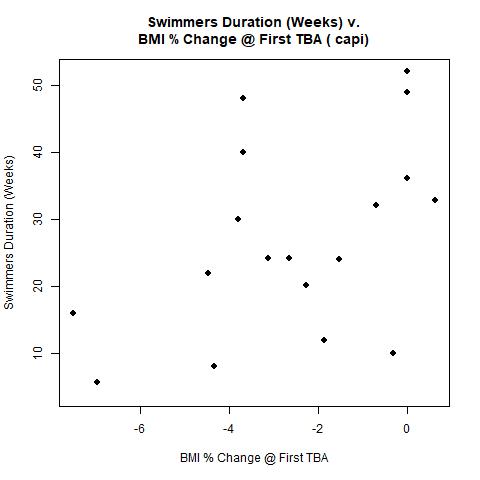 Swimmers Duration (Weeks) v.
BMI % Change @ First TBA ( capi)
Swimmers Duration (Weeks)
50
40
30
20
10
-6 -4 -2 0
BMI % Change @ First TBA